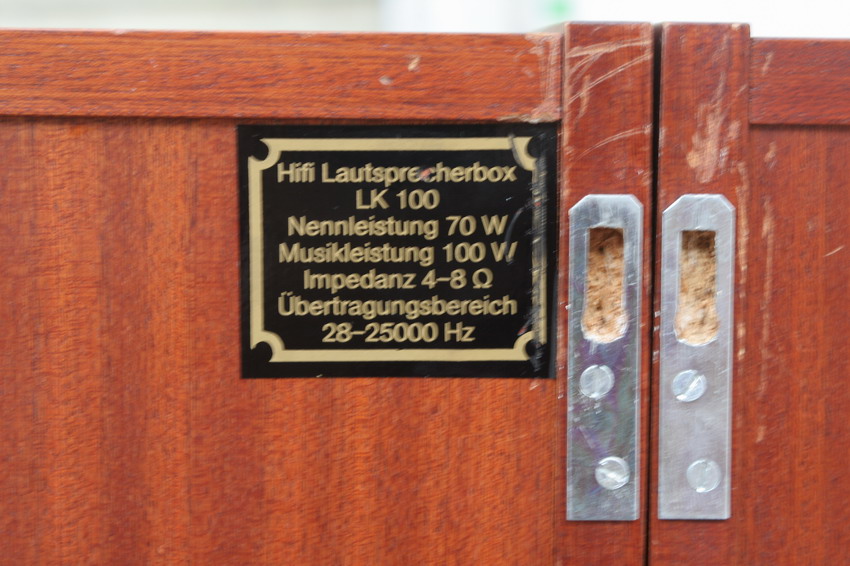 Hifi Lautsprecherbox
LK 100
Nennleistung 70 W
Musikleistung 100 W
Impedanz 4-8 Ω
Übertragungsbereich
28-25000 Hz